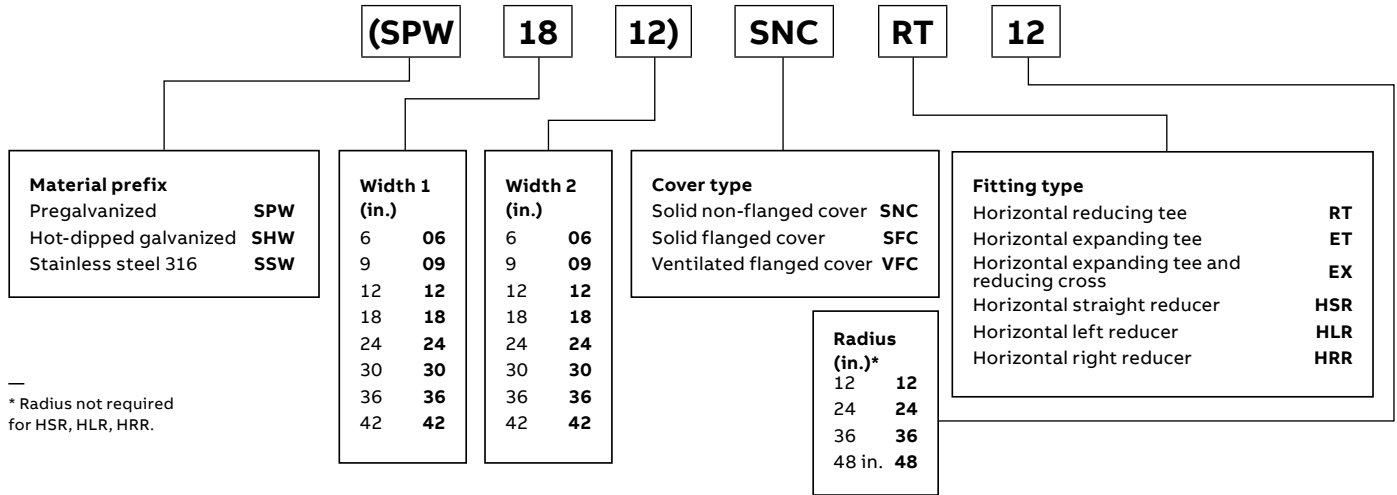 (SPW 18 12) SNC RT 12
Material prefix
Pregalvanized SPW
Hot-dipped galvanized SHW
Stainless steel 316 SSW
Width 1
(in.)
6 06
9 09
12 12
18 18
24 24
30 30
36 36
42 42
Width 2
(in.)
6 06
9 09
12 12
18 18
24 24
30 30
36 36
42 42
Cover type
Solid non-flanged cover SNC
Solid flanged cover SFC
Ventilated flanged cover VFC
Fitting type
Horizontal reducing tee RT
Horizontal expanding tee ET
Horizontal expanding tee and
reducing cross EX
Horizontal straight reducer HSR
Horizontal left reducer HLR
Horizontal right reducer HRR
Radius
(in.)*
12 12
24 24
36 36
48 in. 48
—
* Radius not required
for HSR, HLR, HRR.